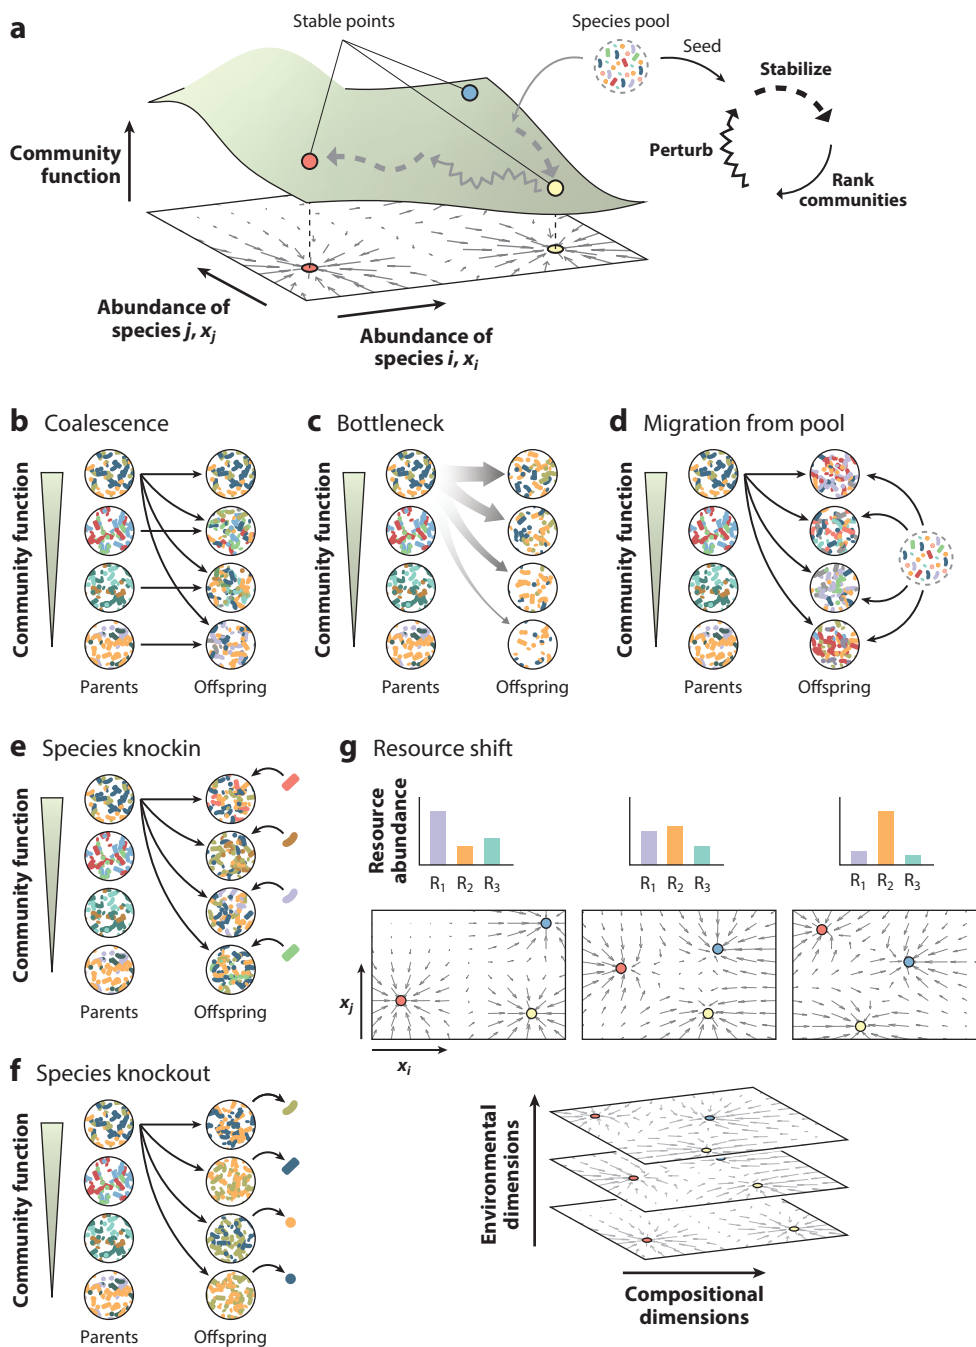 a
Stable points
Species pool
Seed
Stabilize
Perturb
Rank
communities
Community
function
Abundance of
species j, xj
Abundance of
species i, xi
b Coalescence
Community function
Parents
Offspring
c Bottleneck
Community function
Parents
Offspring
d Migration from pool
Community function
Parents
Offspring
e Species knockin
Community function
Parents
Offspring
f Species knockout
Community function
Parents
Offspring
g Resource shift
Resource
abundance
R1 R2 R3
R1 R2 R3
R1 R2 R3
xj
xi
Environmental
dimensions
Compositional
dimensions